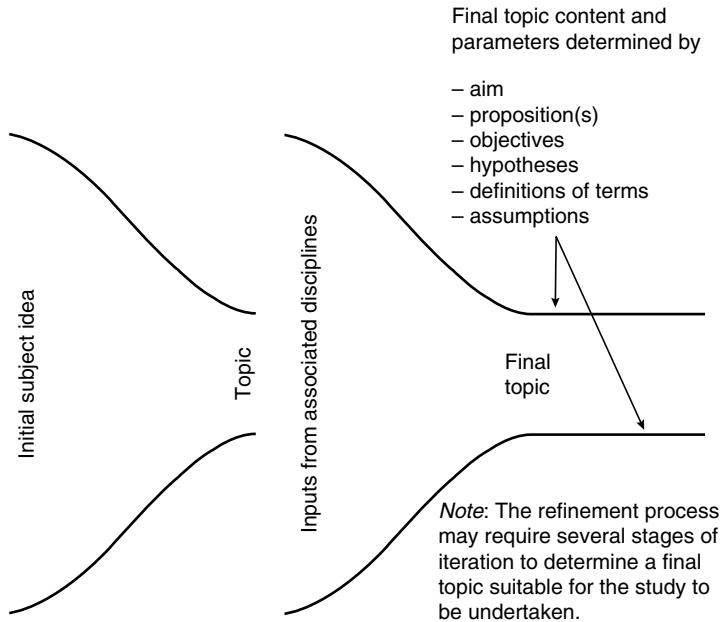 Final topic content and
parameters determined by
– aim
– proposition(s)
– objectives
– hypotheses
– definitions of terms
– assumptions
Initial subject idea
Topic
Inputs from associated disciplines
Final
topic
Note: The refinement process
may require several stages of
iteration to determine a final
topic suitable for the study to
be undertaken.